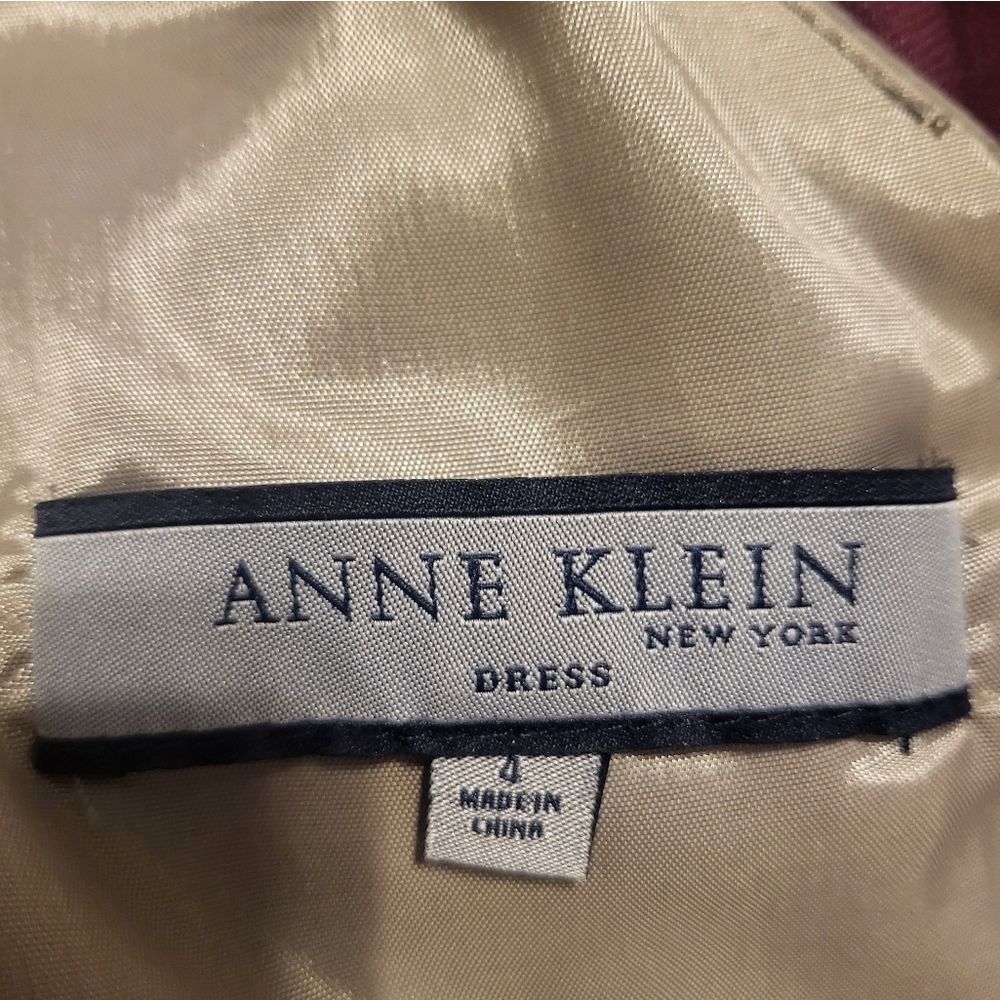 ANNE KLEIN
NEW YORK
DRESS
4
MADE IN
CHINA